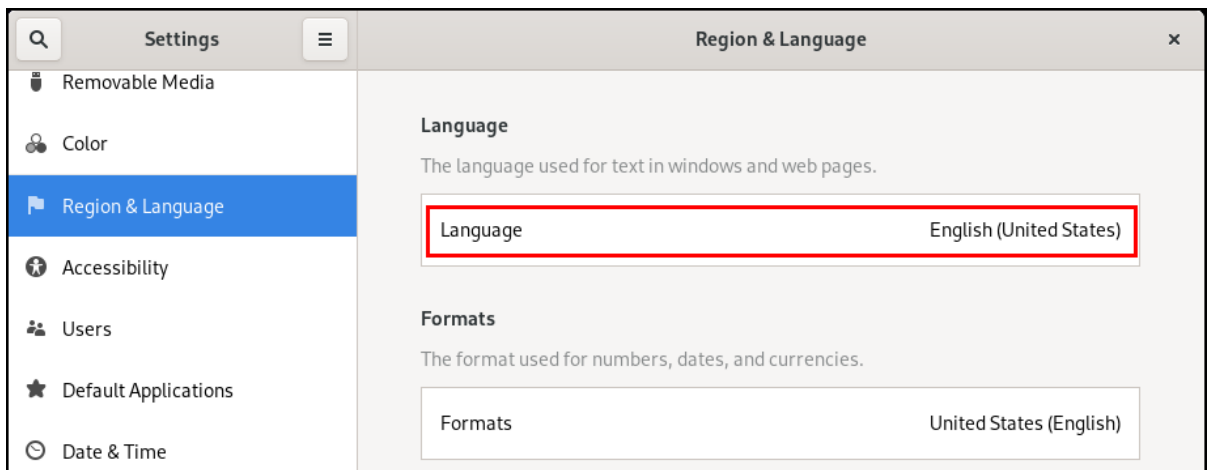 Settings
Region & Language
Removable Media
Color
Region & Language
Accessibility
Users
Default Applications
Date & Time
Language
The language used for text in windows and web pages.
Language English (United States)
Formats
The format used for numbers, dates, and currencies.
Formats United States (English)